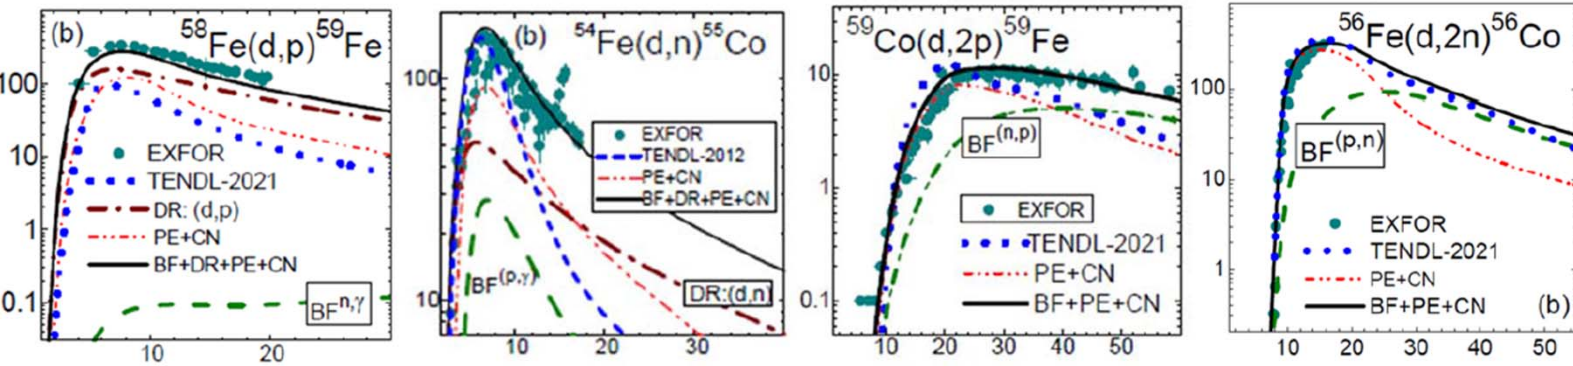 (b) ⁵⁸Fe(d,p)⁵⁹Fe
100
10
1
0.1
EXFOR
TENDL-2021
DR: (d,p)
PE+CN
BF+DR+PE+CN
BFⁿ,ᵞ
10 20
(b) ⁵⁴Fe(d,n)⁵⁵Co
100
10
EXFOR
TENDL-2012
PE+CN
BF+DR+PE+CN
BF⁽ᵖ,ᵞ⁾
DR:(d,n)
10 20 30
⁵⁹Co(d,2p)⁵⁹Fe
10
1
0.1
BF⁽ⁿ,ᵖ⁾
EXFOR
TENDL-2021
PE+CN
BF+PE+CN
10 20 30 40 50
⁵⁶Fe(d,2n)⁵⁶Co
100
10
1
BF⁽ᵖ,ⁿ⁾
EXFOR
TENDL-2021
PE+CN
BF+PE+CN (b)
10 20 30 40 50